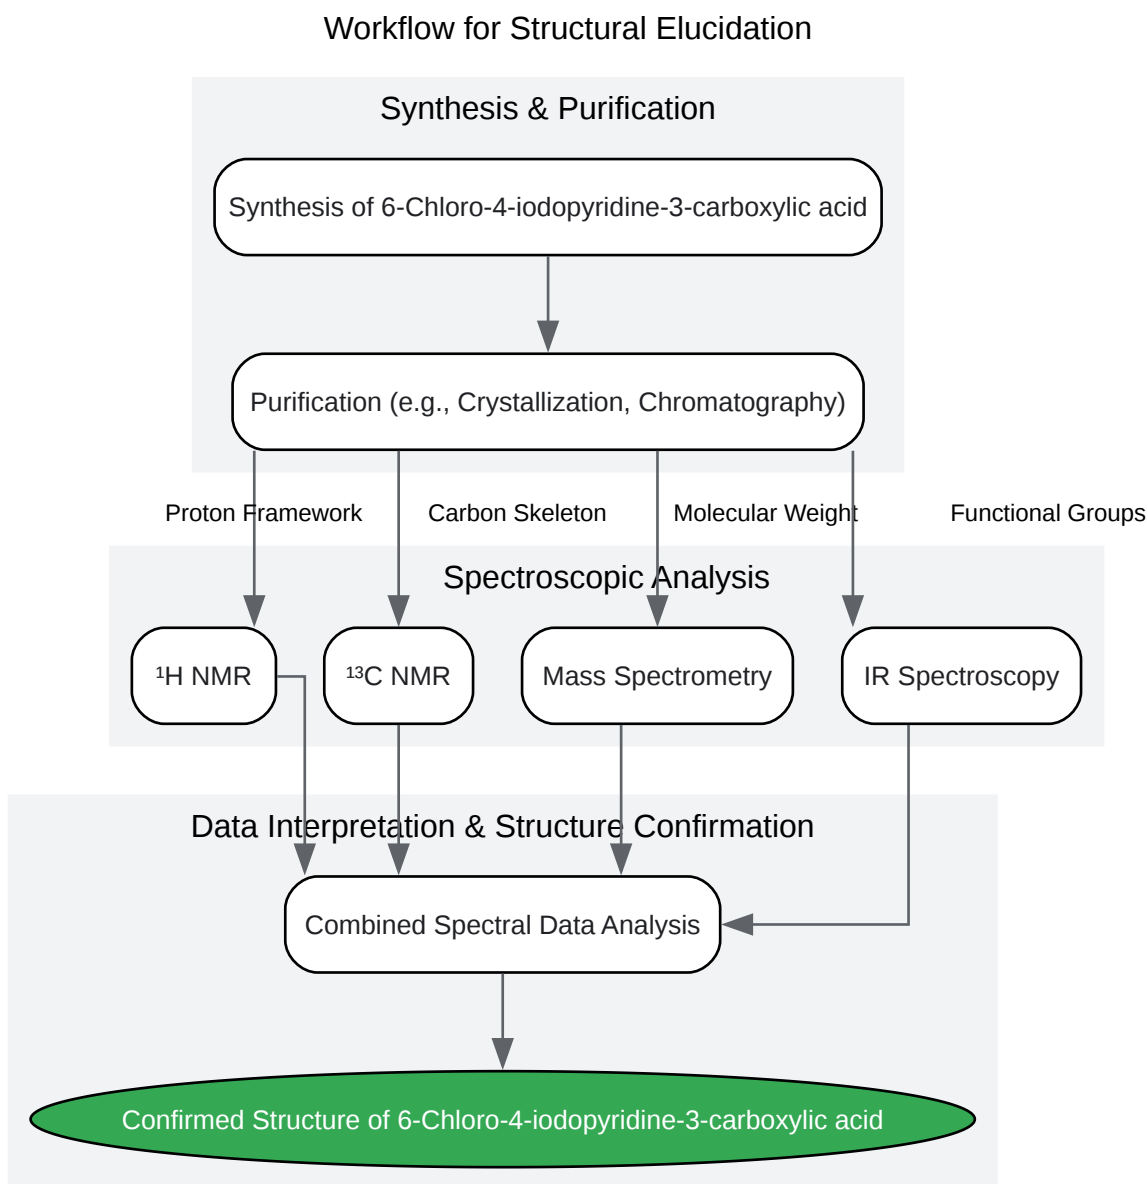 Workflow for Structural Elucidation
Synthesis & Purification
Synthesis of 6-Chloro-4-iodopyridine-3-carboxylic acid
Purification (e.g., Crystallization, Chromatography)
Proton Framework
Carbon Skeleton
Molecular Weight
Functional Groups
Spectroscopic Analysis
¹H NMR
¹³C NMR
Mass Spectrometry
IR Spectroscopy
Data Interpretation & Structure Confirmation
Combined Spectral Data Analysis
Confirmed Structure of 6-Chloro-4-iodopyridine-3-carboxylic acid